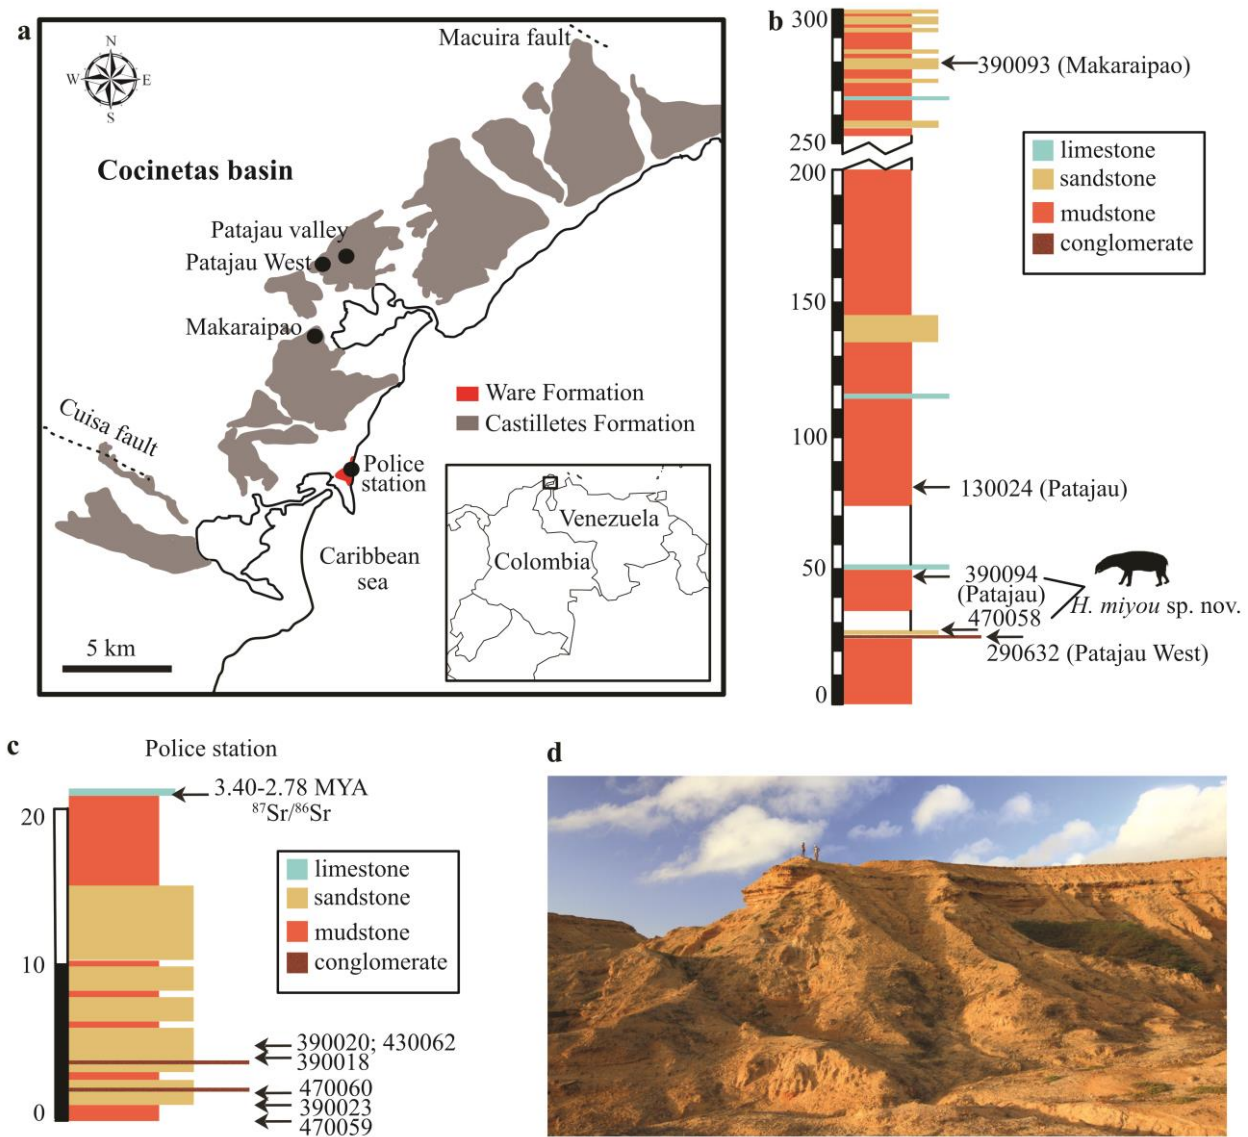 a
Macuira fault
N
W
E
S
Cocinetas basin
Patajau valley
Patajau West
Makaraipao
Ware Formation
Castilletes Formation
Cuisa fault
Police
station
Venezuela
Colombia
Caribbean
sea
5 km
b
300
390093 (Makaraipao)
250
limestone
sandstone
mudstone
conglomerate
200
150
100
130024 (Patajau)
50
390094
(Patajau)
470058
H. miyou sp. nov.
290632 (Patajau West)
0
c
Police station
3.40-2.78 MYA
87Sr/86Sr
20
limestone
sandstone
mudstone
conglomerate
10
390020; 430062
390018
470060
390023
470059
0
d